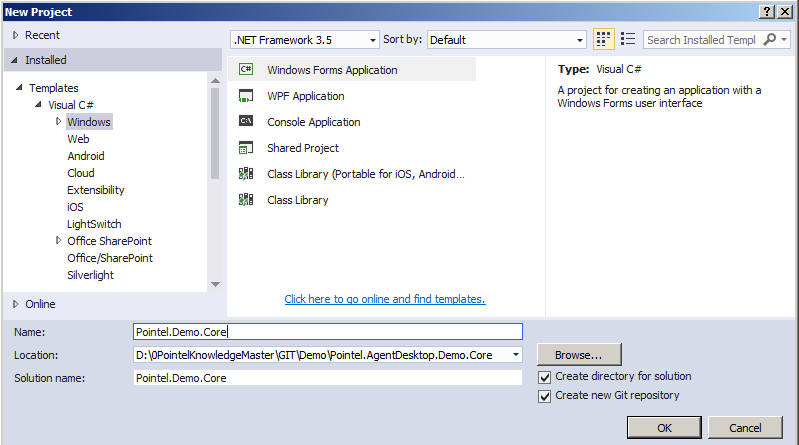 New Project
? ×
Recent
.NET Framework 3.5
Sort by:
Default
Search Installed Templ
Installed
Templates
Visual C#
Windows
Web
Android
Cloud
Extensibility
iOS
LightSwitch
Office SharePoint
Office/SharePoint
Silverlight
Online
C# Windows Forms Application
WPF Application
C:\ Console Application
Shared Project
Class Library (Portable for iOS, Android...
Class Library
Click here to go online and find templates.
Type: Visual C#
A project for creating an application with a
Windows Forms user interface
Name: Pointel.Demo.Core
Location: D:\0PointelKnowledgeMaster\GIT\Demo\Pointel.AgentDesktop.Demo.Core
Browse...
Solution name: Pointel.Demo.Core
Create directory for solution
Create new Git repository
OK
Cancel